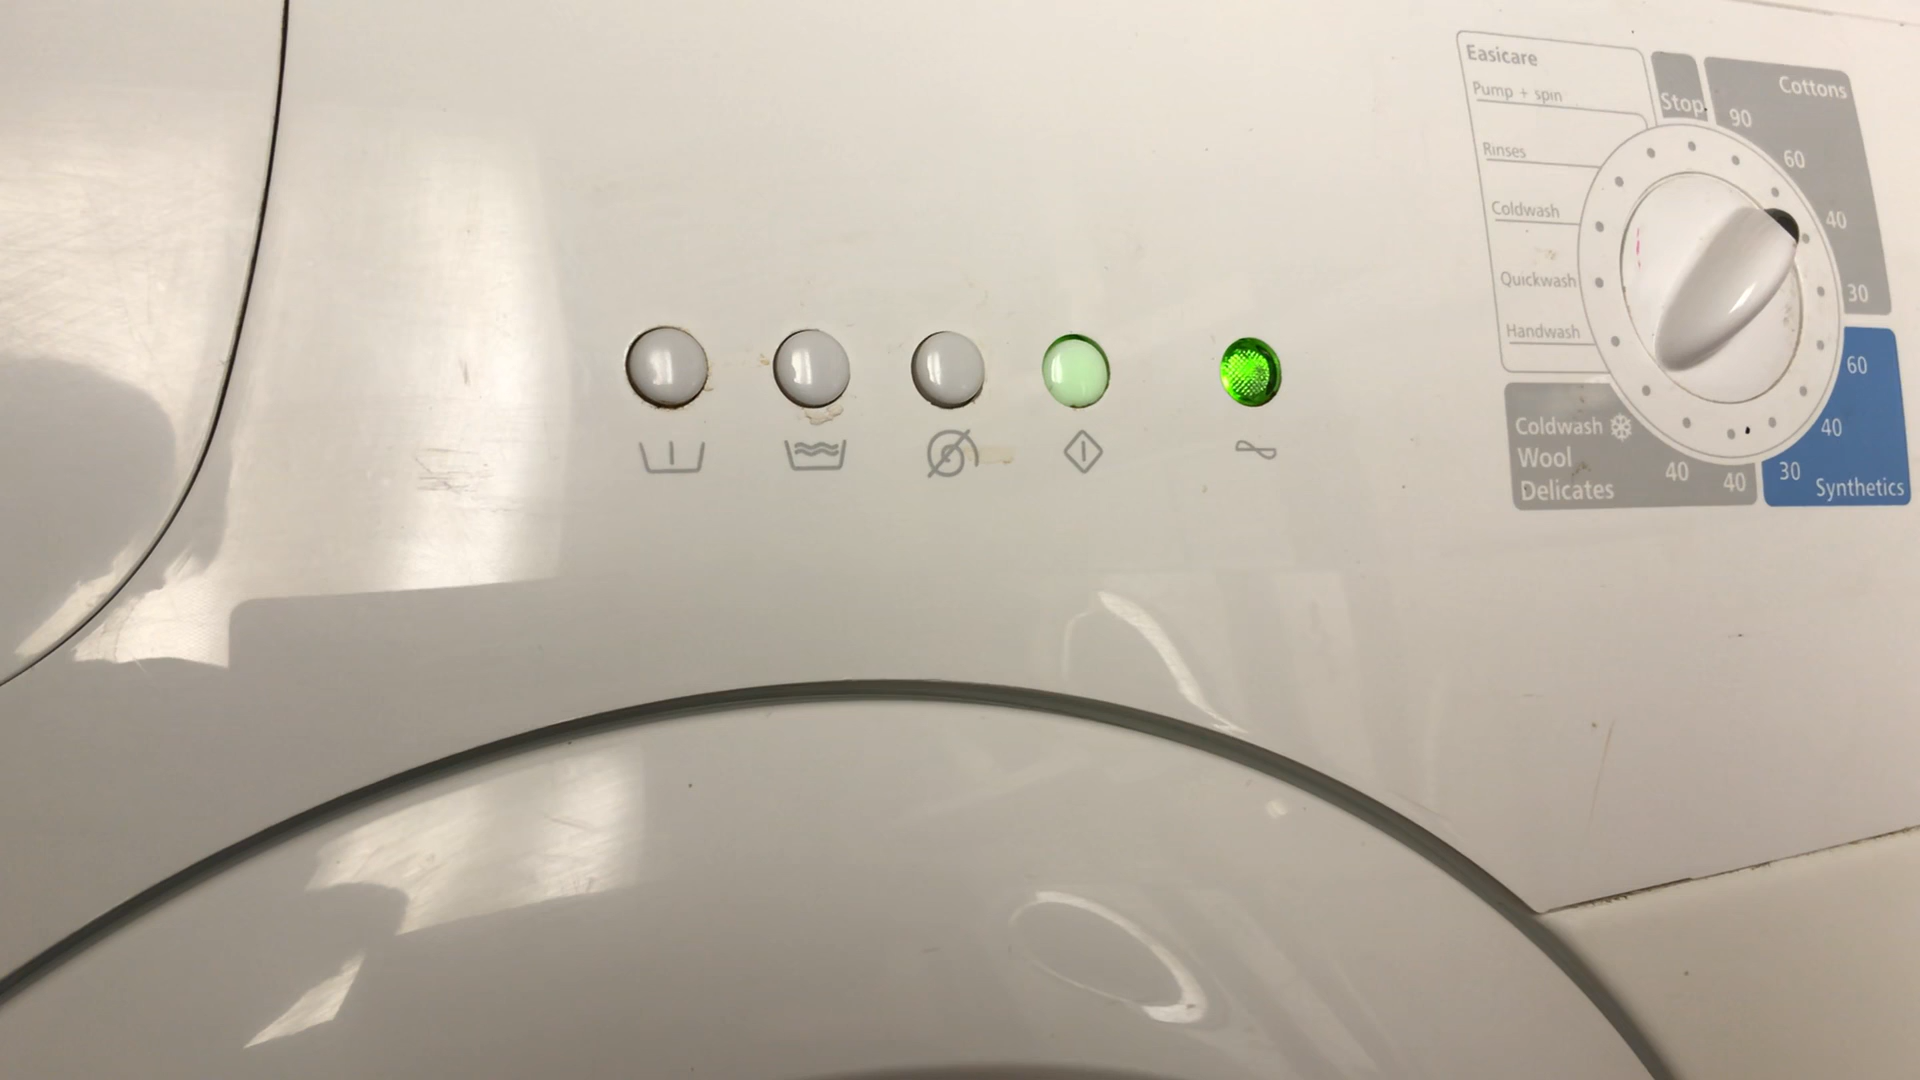 Easicare
Pump + spin
Rinses
Coldwash
Quickwash
Handwash
Stop
Cottons
90
60
40
30
60
40
30
Synthetics
Coldwash
Wool 40
Delicates 40